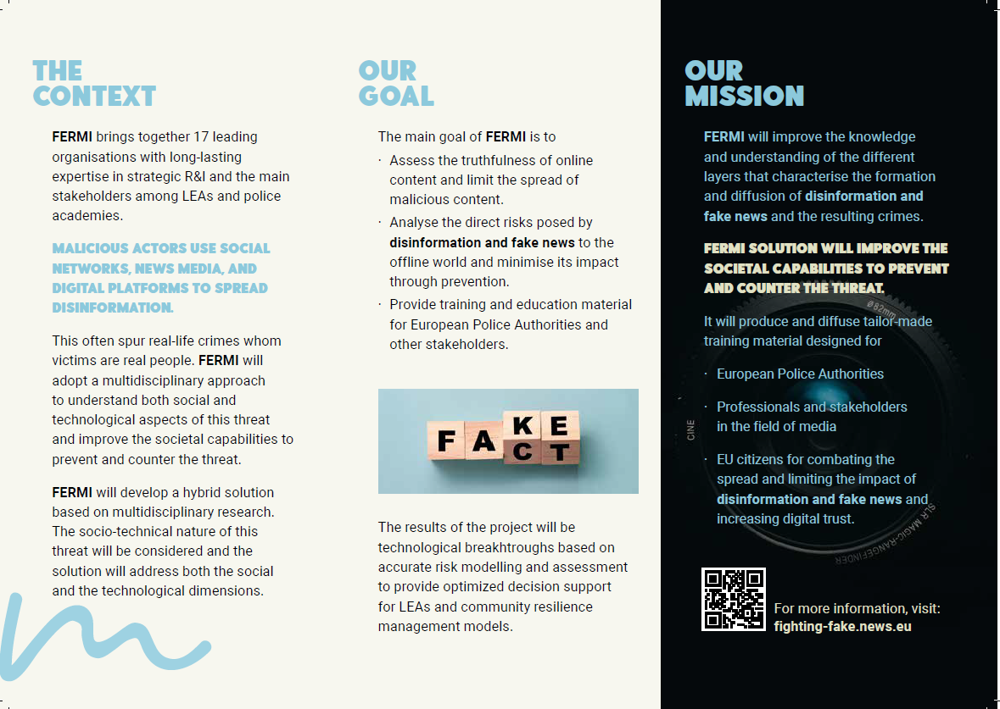 THE
CONTEXT
FERMI brings together 17 leading
organisations with long-lasting
expertise in strategic R&I and the main
stakeholders among LEAs and police
academies.
MALICIOUS ACTORS USE SOCIAL
NETWORKS, NEWS MEDIA, AND
DIGITAL PLATFORMS TO SPREAD
DISINFORMATION.
This often spur real-life crimes whom
victims are real people. FERMI will
adopt a multidisciplinary approach
to understand both social and
technological aspects of this threat
and improve the societal capabilities to
prevent and counter the threat.
FERMI will develop a hybrid solution
based on multidisciplinary research.
The socio-technical nature of this
threat will be considered and the
solution will address both the social
and the technological dimensions.
OUR
GOAL
The main goal of FERMI is to
· Assess the truthfulness of online
content and limit the spread of
malicious content.
· Analyse the direct risks posed by
disinformation and fake news to the
offline world and minimise its impact
through prevention.
· Provide training and education material
for European Police Authorities and
other stakeholders.
FAKE
CT
The results of the project will be
technological breakhtroughs based on
accurate risk modelling and assessment
to provide optimized decision support
for LEAs and community resilience
management models.
OUR
MISSION
FERMI will improve the knowledge
and understanding of the different
layers that characterise the formation
and diffusion of disinformation and
fake news and the resulting crimes.
FERMI SOLUTION WILL IMPROVE THE
SOCIETAL CAPABILITIES TO PREVENT
AND COUNTER THE THREAT.
Ø82mm
It will produce and diffuse tailor-made
training material designed for
· European Police Authorities
· Professionals and stakeholders
in the field of media
CINE
· EU citizens for combating the
spread and limiting the impact of
disinformation and fake news and
increasing digital trust.
SLR MAGIC-RANGEFINDER
For more information, visit:
fighting-fake.news.eu